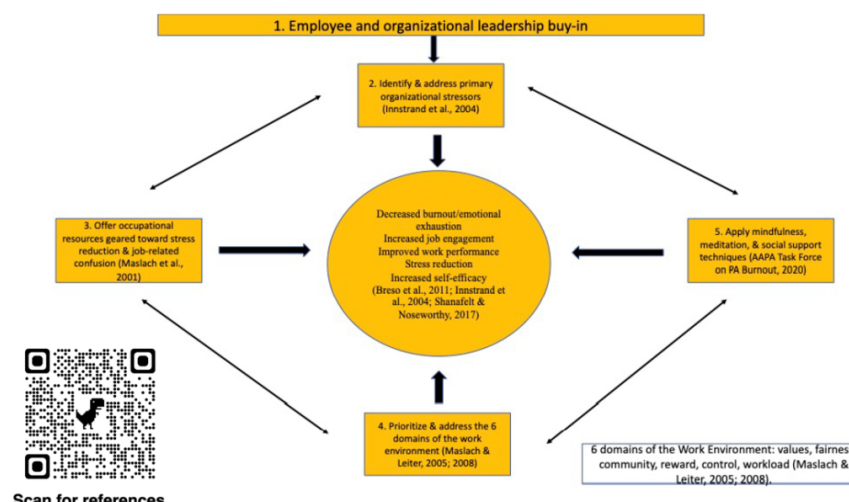 1. Employee and organizational leadership buy-in
2. Identify & address primary
organizational stressors
(Innstrand et al., 2004)
Decreased burnout/emotional
exhaustion
Increased job engagement
Improved work performance
Stress reduction
Increased self-efficacy
(Breso et al., 2011; Innstrand
et al., 2004; Shanafelt &
Noseworthy, 2017)
3. Offer occupational
resources geared toward stress
reduction & job-related
confusion (Maslach et al.,
2001)
5. Apply mindfulness,
meditation, & social support
techniques (AAPA Task Force
on PA Burnout, 2020)
4. Prioritize & address the 6
domains of the work
environment (Maslach &
Leiter, 2005; 2008)
6 domains of the Work Environment: values, fairnes
community, reward, control, workload (Maslach &
Leiter, 2005; 2008).
Scan for references